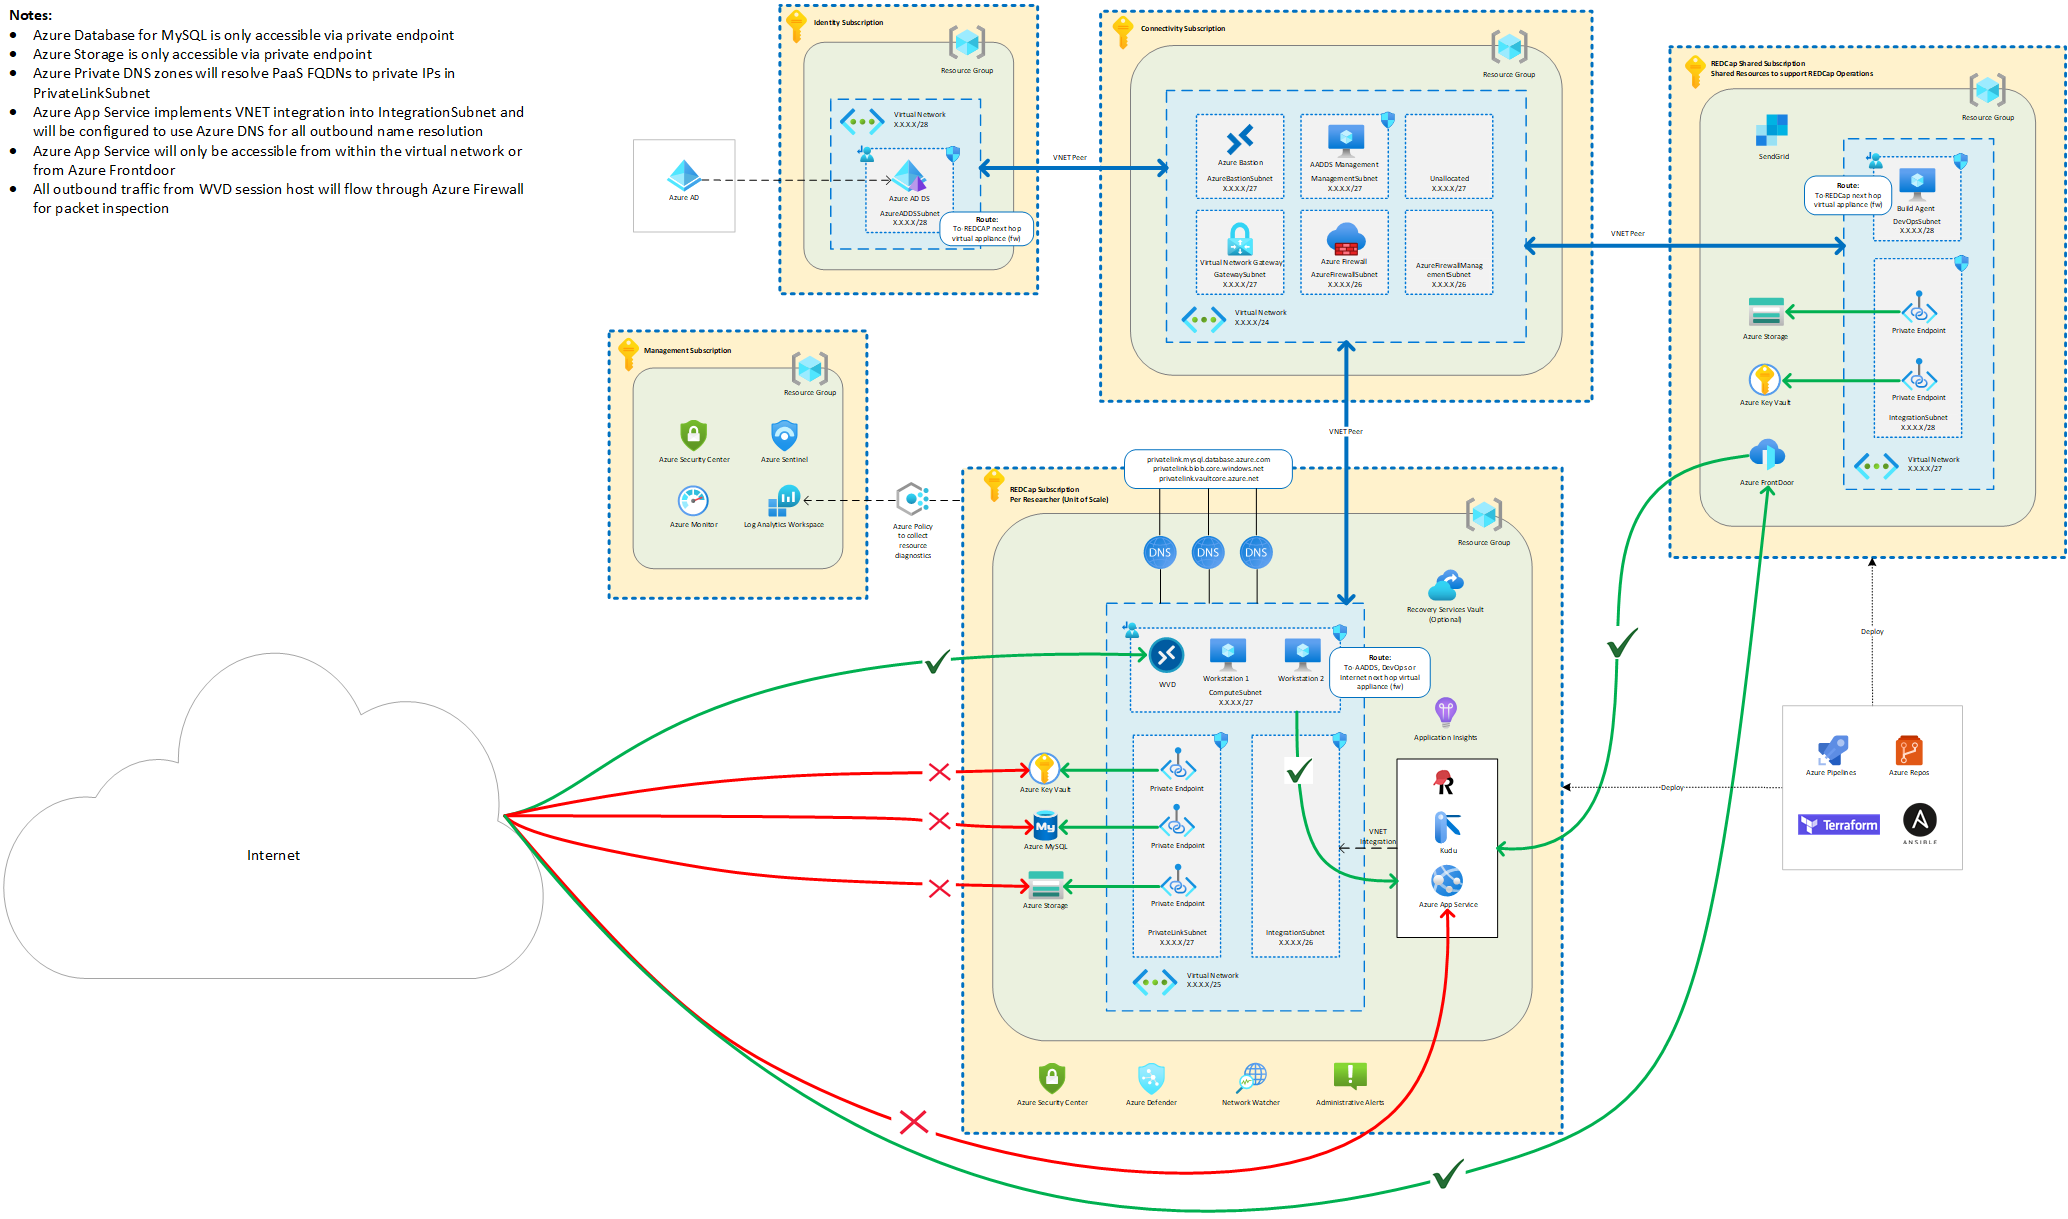 Notes:
Azure Database for MySQL is only accessible via private endpoint
Azure Storage is only accessible via private endpoint
Azure Private DNS zones will resolve PaaS FQDNs to private IPs in
PrivateLinkSubnet
Azure App Service implements VNET integration into IntegrationSubnet and
will be configured to use Azure DNS for all outbound name resolution
Azure App Service will only be accessible from within the virtual network or
from Azure Frontdoor
All outbound traffic from WVD session host will flow through Azure Firewall
for packet inspection
Identity Subscription
Resource Group
Virtual Network
X.X.X.X/28
Azure AD
Azure AD DS
AzureADDSSubnet
X.X.X.X/28
Route:
To REDCAP next hop
virtual appliance (fw)
VNET Peer
Connectivity Subscription
Resource Group
Azure Bastion
AzureBastionSubnet
X.X.X.X/27
AADDS Management
ManagementSubnet
X.X.X.X/27
Unallocated
X.X.X.X/27
Virtual Network Gateway
GatewaySubnet
X.X.X.X/27
Azure Firewall
AzureFirewallSubnet
X.X.X.X/26
AzureFirewallManag
ementSubnet
X.X.X.X/26
Virtual Network
X.X.X.X/24
VNET Peer
REDCap Shared Subscription
Shared Resources to support REDCap Operations
Resource Group
SendGrid
Route:
To REDCap next hop
virtual appliance (fw)
Build Agent
DevOpsSubnet
X.X.X.X/28
Azure Storage
Private Endpoint
Azure Key Vault
Private Endpoint
IntegrationSubnet
X.X.X.X/28
Azure FrontDoor
Virtual Network
X.X.X.X/27
Management Subscription
Resource Group
Azure Security Center
Azure Sentinel
Azure Monitor
Log Analytics Workspace
Azure Policy
to collect
resource
diagnostics
VNET Peer
privatelink.mysql.database.azure.com
privatelink.blob.core.windows.net
privatelink.vaultcore.azure.net
REDCap Subscription
Per Researcher (Unit of Scale)
Resource Group
DNS
DNS
DNS
Recovery Services Vault
(Optional)
WVD
Workstation 1
Workstation 2
ComputeSubnet
X.X.X.X/27
Route:
To AADDS, DevOps or
Internet next hop virtual
appliance (fw)
Application Insights
Azure Key Vault
Private Endpoint
My
Azure MySQL
Private Endpoint
Azure Storage
Private Endpoint
PrivateLinkSubnet
X.X.X.X/27
IntegrationSubnet
X.X.X.X/26
VNET
Integration
R
Kudu
Azure App Service
Virtual Network
X.X.X.X/25
Azure Security Center
Azure Defender
Network Watcher
Administrative Alerts
Internet
Deploy
Deploy
Azure Pipelines
Azure Repos
Terraform
A
ANSIBLE